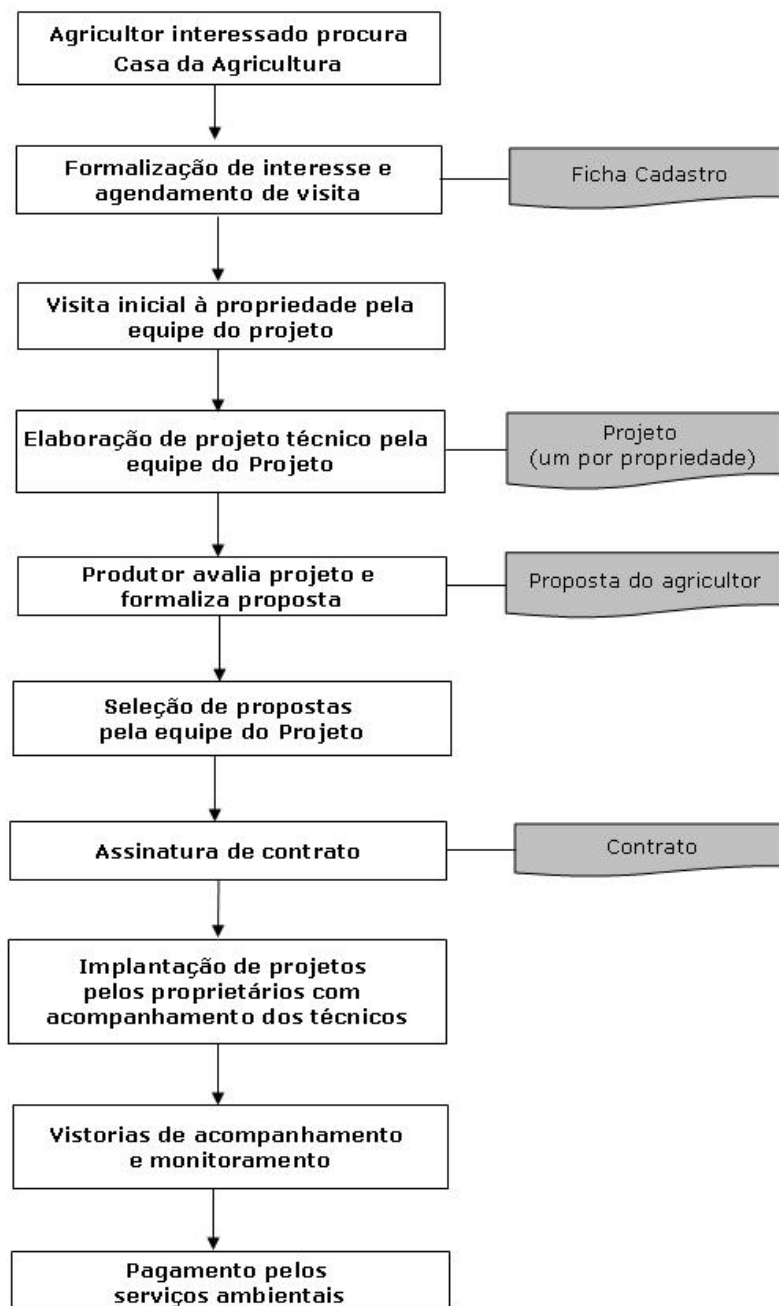 Agricultor interessado procura
Casa da Agricultura
Formalização de interesse e
agendamento de visita
Ficha Cadastro
Visita inicial à propriedade pela
equipe do projeto
Elaboração de projeto técnico pela
equipe do Projeto
Projeto
(um por propriedade)
Produtor avalia projeto e
formaliza proposta
Proposta do agricultor
Seleção de propostas
pela equipe do Projeto
Assinatura de contrato
Contrato
Implantação de projetos
pelos proprietários com
acompanhamento dos técnicos
Vistorias de acompanhamento
e monitoramento
Pagamento pelos
serviços ambientais